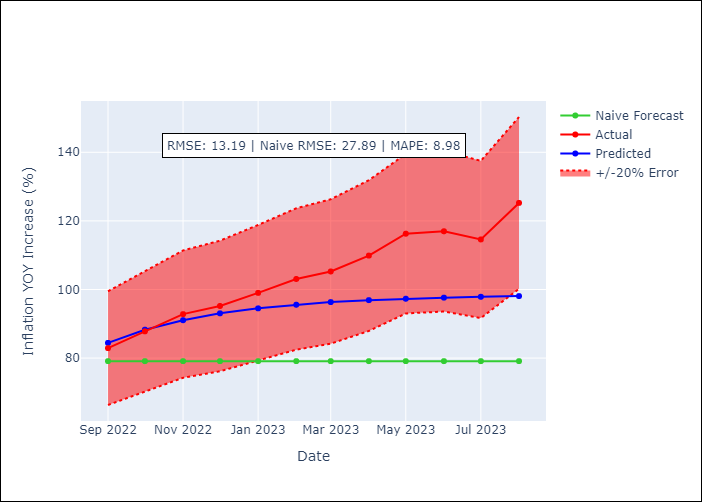 RMSE: 13.19 | Naive RMSE: 27.89 | MAPE: 8.98
Naive Forecast
Actual
Predicted
+/-20% Error
Inflation YOY Increase (%)
140
120
100
80
Sep 2022
Nov 2022
Jan 2023
Mar 2023
May 2023
Jul 2023
Date